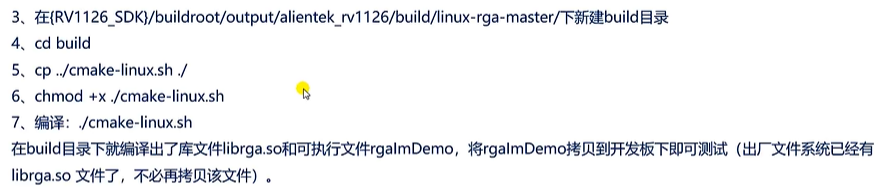 3、在{RV1126_SDK}/buildroot/output/alientek_rv1126/build/linux-rga-master/下新建build目录
4、cd build
5、cp ../cmake-linux.sh ./
6、chmod +x ./cmake-linux.sh
7、编译：./cmake-linux.sh
在build目录下就编译出了库文件librga.so和可执行文件rgaImDemo，将rgaImDemo拷贝到开发板下即可测试（出厂文件系统已经有
librga.so 文件了，不必再拷贝该文件）。